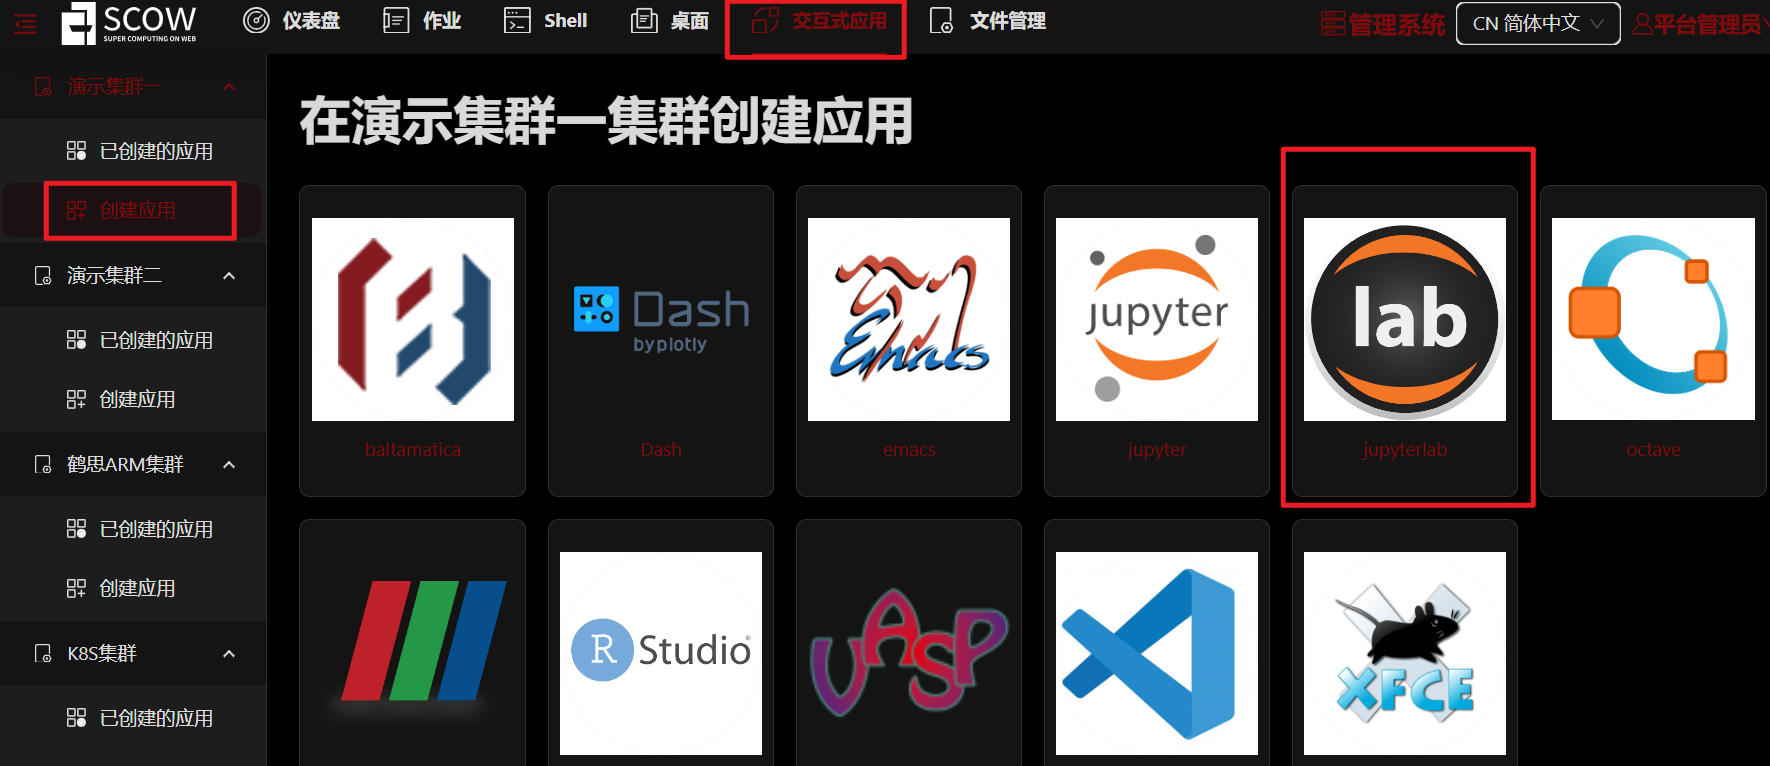 SCOW
SUPER COMPUTING ON WEB
仪表盘
作业
Shell
桌面
交互式应用
文件管理
管理系统
CN 简体中文
平台管理员
演示集群一
已创建的应用
创建应用
演示集群二
已创建的应用
创建应用
鹤思ARM集群
已创建的应用
创建应用
K8S集群
已创建的应用
在演示集群一集群创建应用
baltamatica
Dash
by plotly
Dash
Emacs
emacs
jupyter
jupyter
lab
jupyterlab
octave
R Studio®
VASP
XFCE